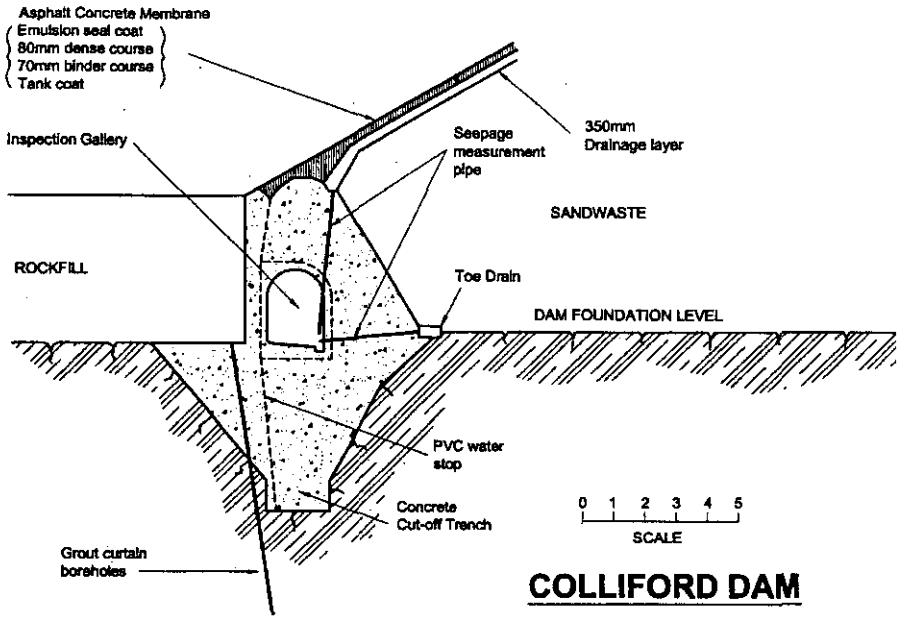 Asphalt Concrete Membrane
Emulsion seal coat
80mm dense course
70mm binder course
Tank coat
Inspection Gallery
Seepage
measurement
pipe
350mm
Drainage layer
SANDWASTE
ROCKFILL
Toe Drain
DAM FOUNDATION LEVEL
PVC water
stop
Concrete
Cut-off Trench
Grout curtain
boreholes
0 1 2 3 4 5
SCALE
COLLIFORD DAM